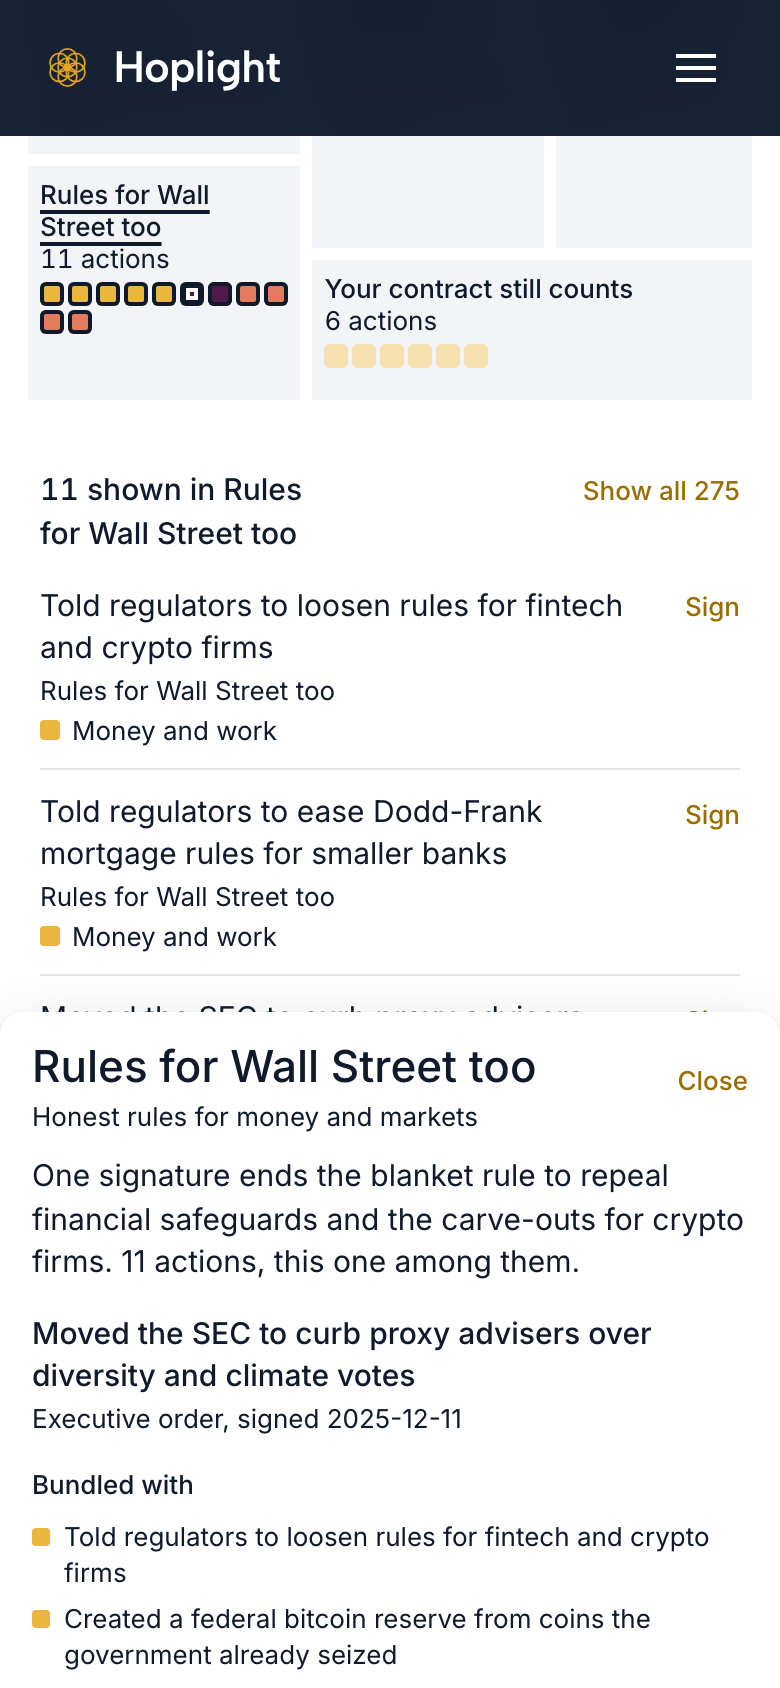 Hoplight
Rules for Wall
Street too
11 actions
Your contract still counts
6 actions
11 shown in Rules
for Wall Street too
Show all 275
Told regulators to loosen rules for fintech
and crypto firms
Sign
Rules for Wall Street too
Money and work
Told regulators to ease Dodd-Frank
mortgage rules for smaller banks
Sign
Rules for Wall Street too
Money and work
Moved the SEC to curb proxy advisers
Rules for Wall Street too
Close
Honest rules for money and markets
One signature ends the blanket rule to repeal
financial safeguards and the carve-outs for crypto
firms. 11 actions, this one among them.
Moved the SEC to curb proxy advisers over
diversity and climate votes
Executive order, signed 2025-12-11
Bundled with
Told regulators to loosen rules for fintech and crypto
firms
Created a federal bitcoin reserve from coins the
government already seized